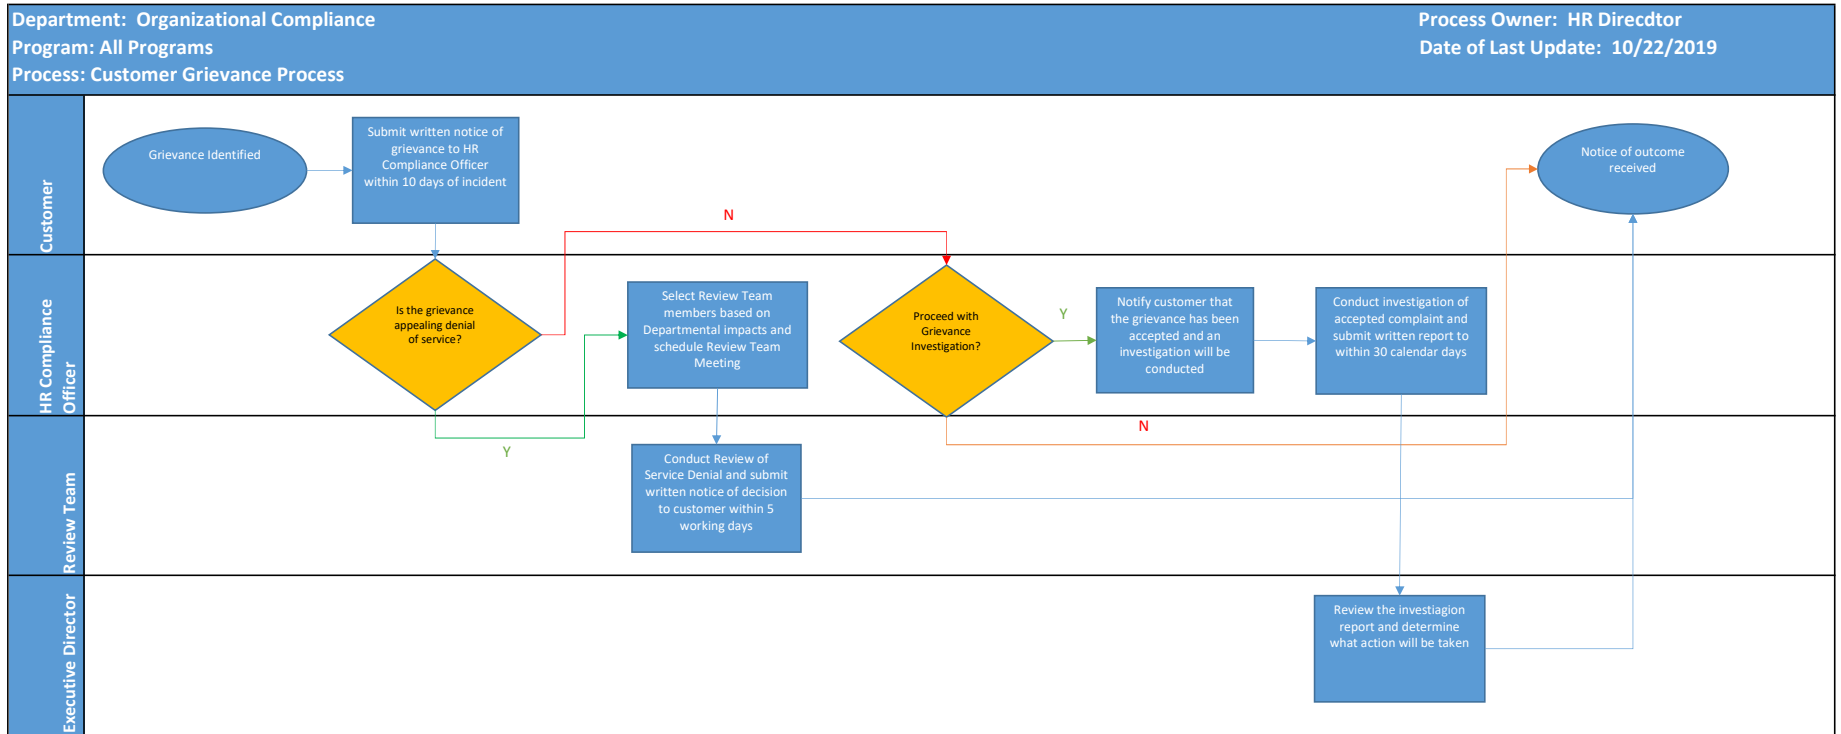 Department: Organizational Compliance
Process Owner: HR Direcdtor
Program: All Programs
Date of Last Update: 10/22/2019
Process: Customer Grievance Process
Customer
Grievance Identified
Submit written notice of
grievance to HR
Compliance Officer
within 10 days of incident
Notice of outcome
received
N
HR Compliance
Officer
Is the grievance
appealing denial
of service?
Select Review Team
members based on
Departmental impacts and
schedule Review Team
Meeting
Proceed with
Grievance
Investigation?
Y
Notify customer that
the grievance has been
accepted and an
investigation will be
conducted
Conduct investigation of
accepted complaint and
submit written report to
within 30 calendar days
Review Team
Y
N
Conduct Review of
Service Denial and submit
written notice of decision
to customer within 5
working days
Executive Director
Review the investiagion
report and determine
what action will be taken